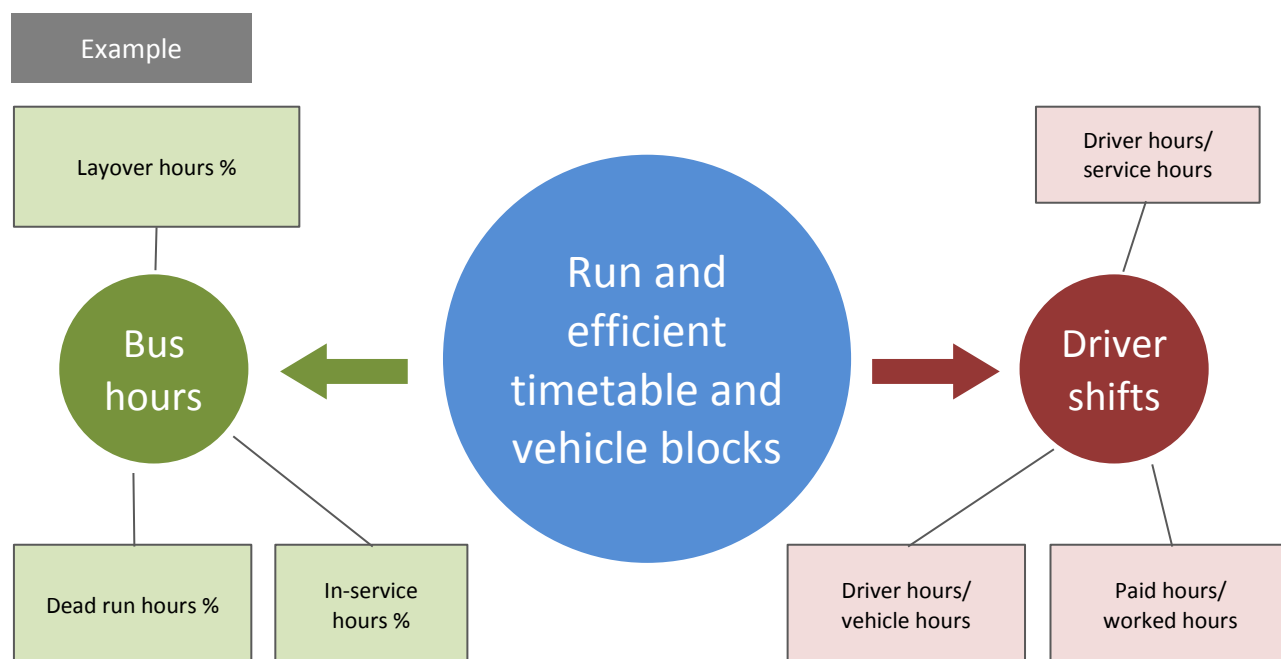 Example
Layover hours %
Driver hours/
service hours
Run and
efficient
timetable and
vehicle blocks
Bus
hours
Driver
shifts
Dead run hours %
In-service
hours %
Driver hours/
vehicle hours
Paid hours/
worked hours